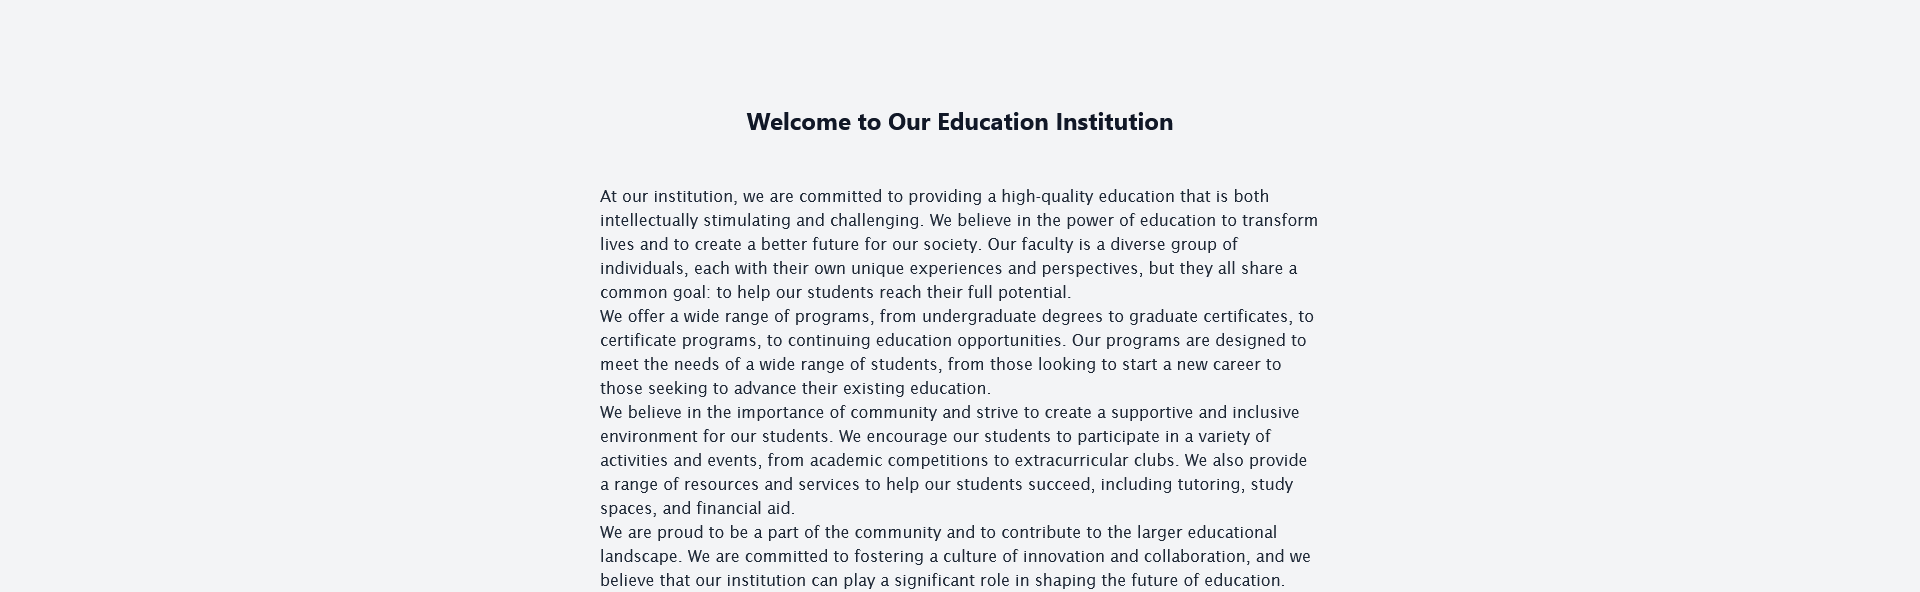 Welcome to Our Education Institution
At our institution, we are committed to providing a high-quality education that is both
intellectually stimulating and challenging. We believe in the power of education to transform
lives and to create a better future for our society. Our faculty is a diverse group of
individuals, each with their own unique experiences and perspectives, but they all share a
common goal: to help our students reach their full potential.
We offer a wide range of programs, from undergraduate degrees to graduate certificates, to
certificate programs, to continuing education opportunities. Our programs are designed to
meet the needs of a wide range of students, from those looking to start a new career to
those seeking to advance their existing education.
We believe in the importance of community and strive to create a supportive and inclusive
environment for our students. We encourage our students to participate in a variety of
activities and events, from academic competitions to extracurricular clubs. We also provide
a range of resources and services to help our students succeed, including tutoring, study
spaces, and financial aid.
We are proud to be a part of the community and to contribute to the larger educational
landscape. We are committed to fostering a culture of innovation and collaboration, and we
believe that our institution can play a significant role in shaping the future of education.